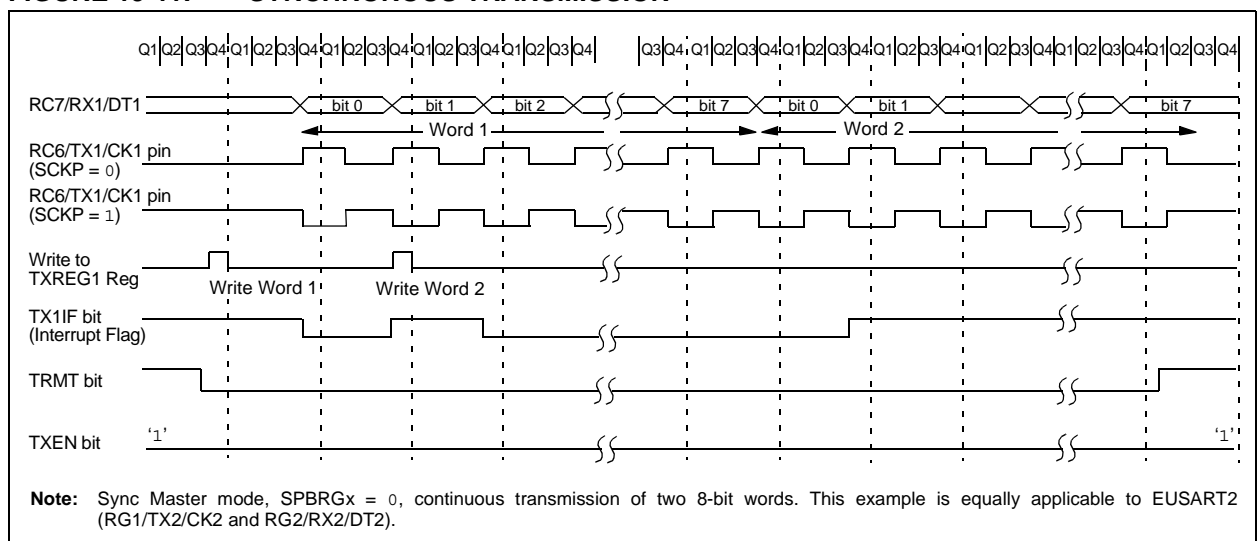 SYNCHRONOUS TRANSMISSION
Q1 Q2 Q3 Q4 Q1 Q2 Q3 Q4 Q1 Q2 Q3 Q4 Q1 Q2 Q3 Q4 Q1 Q2 Q3 Q4 Q3 Q4 Q1 Q2 Q3 Q4 Q1 Q2 Q3 Q4 Q1 Q2 Q3 Q4 Q1 Q2 Q3 Q4 Q1 Q2 Q3 Q4 Q1 Q2 Q3 Q4
RC7/RX1/DT1 bit 0 bit 1 bit 2 bit 7 bit 0 bit 1 bit 7
Word 1 Word 2
RC6/TX1/CK1 pin
(SCKP = 0)
RC6/TX1/CK1 pin
(SCKP = 1)
Write to
TXREG1 Reg
Write Word 1 Write Word 2
TX1IF bit
(Interrupt Flag)
TRMT bit
TXEN bit '1' '1'
Note: Sync Master mode, SPBRGx = 0, continuous transmission of two 8-bit words. This example is equally applicable to EUSART2
(RG1/TX2/CK2 and RG2/RX2/DT2).